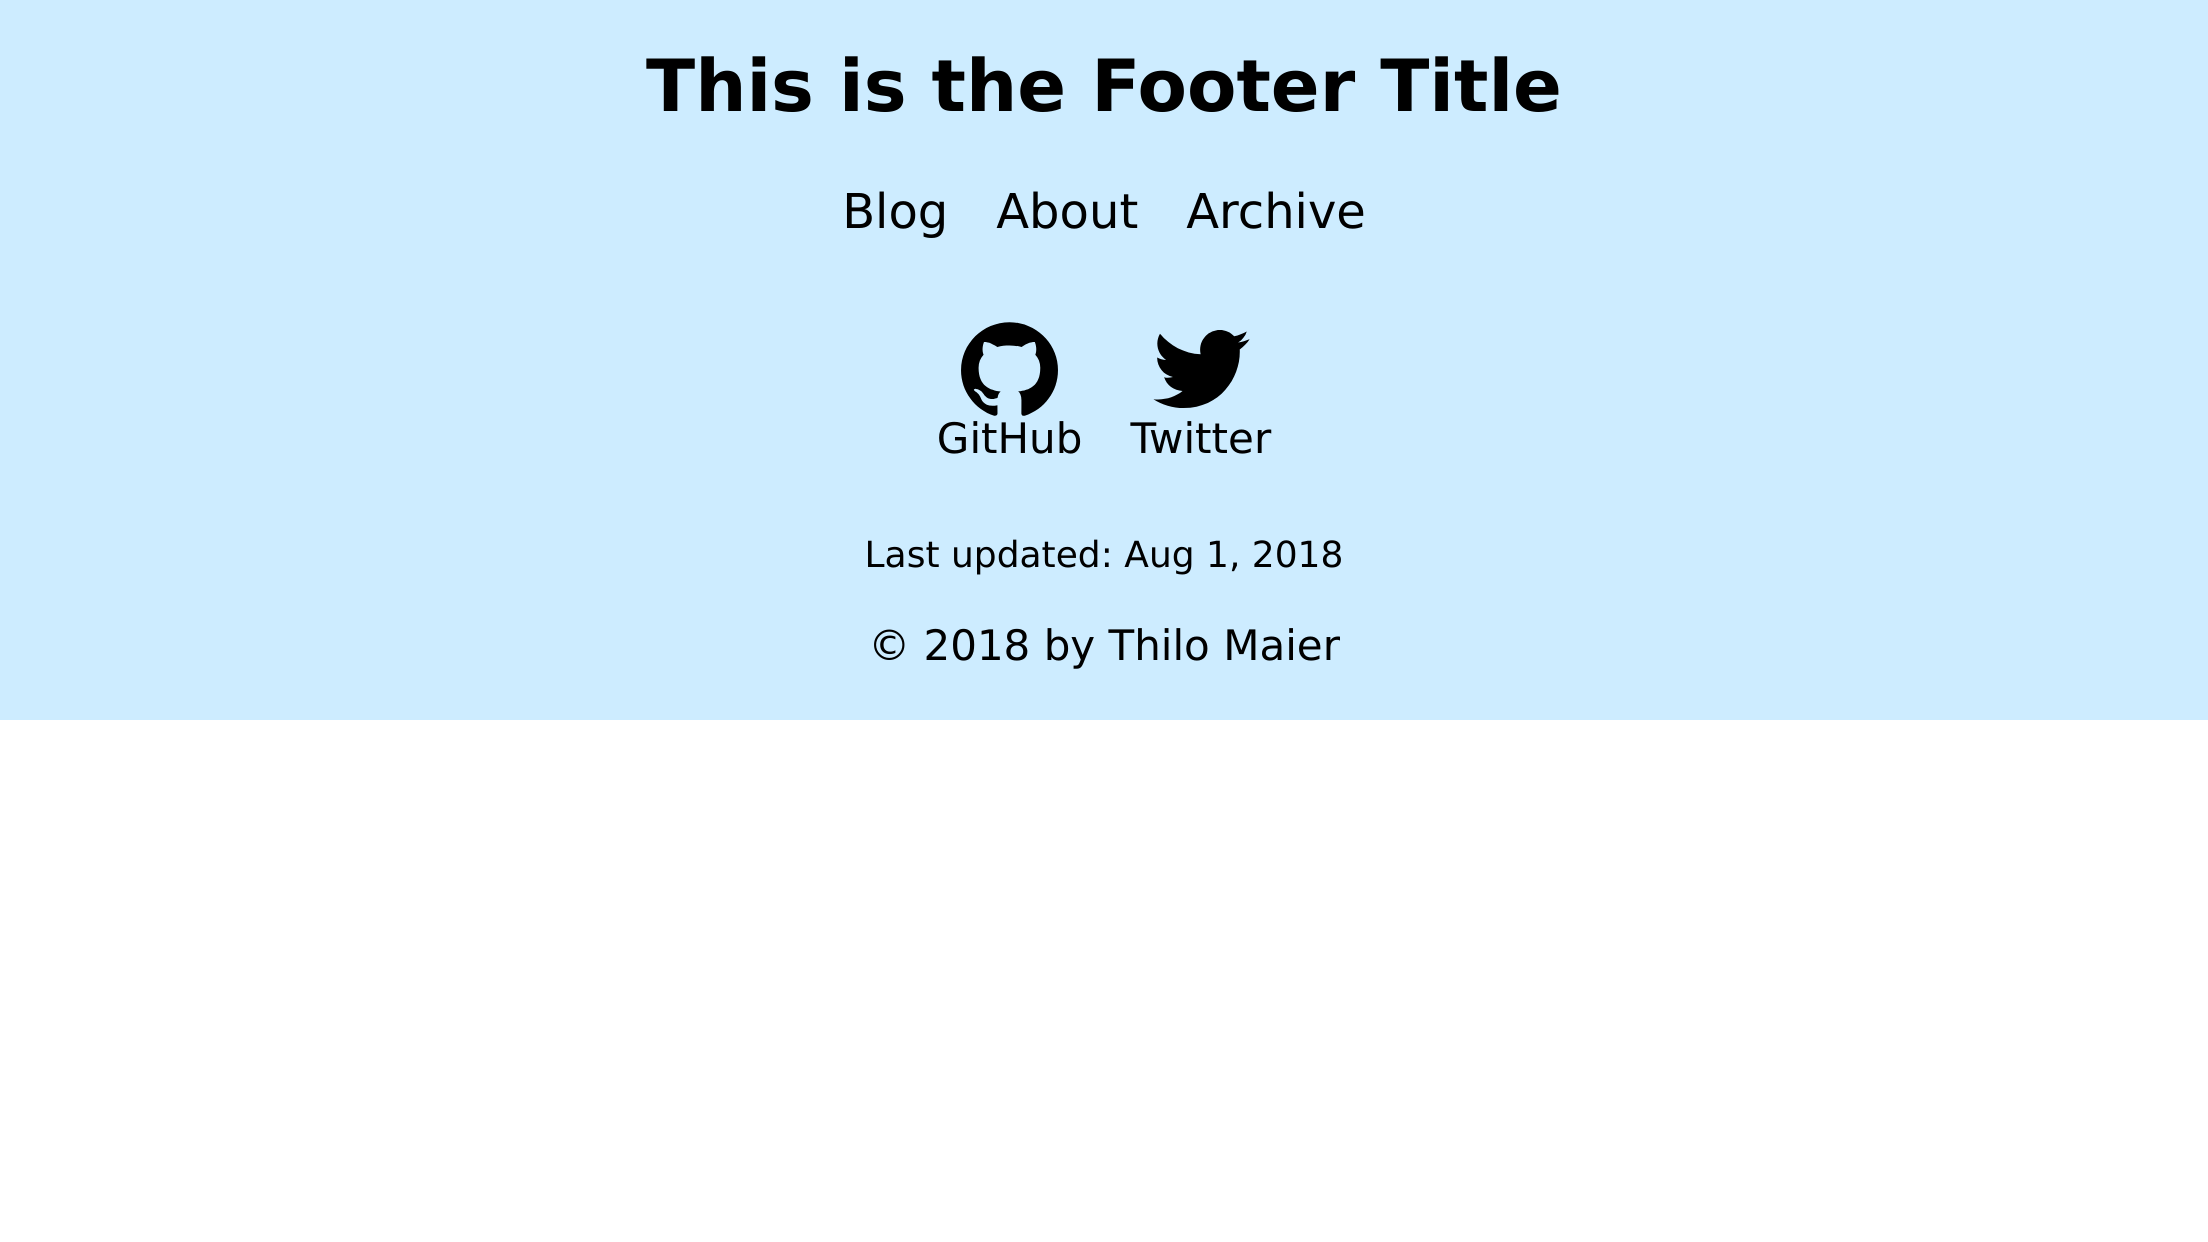 This is the Footer Title
Blog About Archive
GitHub Twitter
Last updated: Aug 1, 2018
© 2018 by Thilo Maier